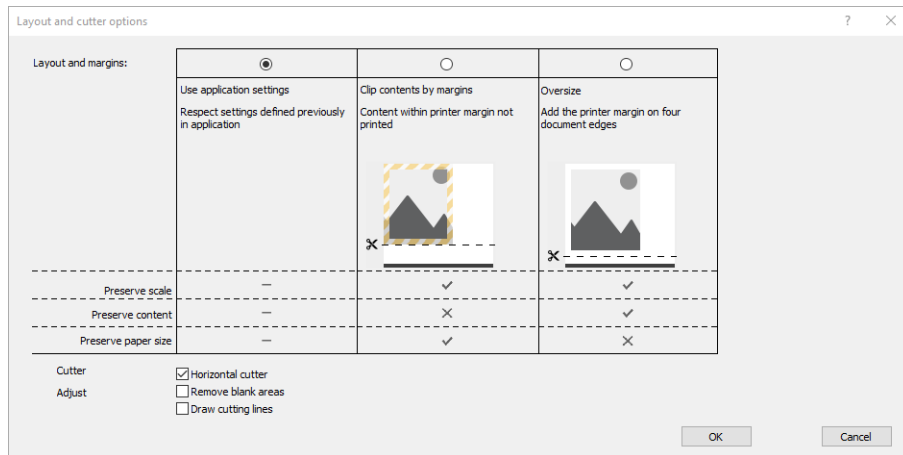 Layout and cutter options
Layout and margins:
Use application settings
Respect settings defined previously
in application
Clip contents by margins
Content within printer margin not
printed
Oversize
Add the printer margin on four
document edges
Preserve scale
Preserve content
Preserve paper size
Cutter
Horizontal cutter
Adjust
Remove blank areas
Draw cutting lines
OK
Cancel